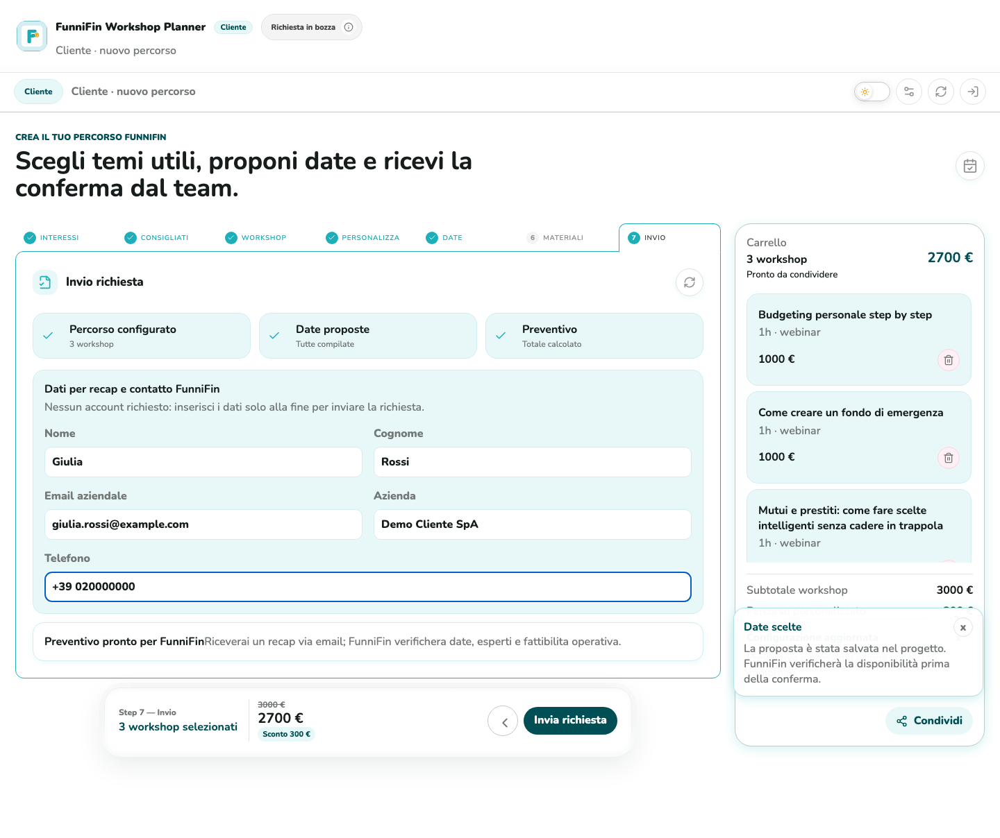 FunniFin Workshop Planner
Cliente
Richiesta in bozza
Cliente · nuovo percorso
Cliente
Cliente · nuovo percorso
CREA IL TUO PERCORSO FUNNIFIN
Scegli temi utili, proponi date e ricevi la
conferma dal team.
INTERESSI
CONSIGLIATI
WORKSHOP
PERSONALIZZA
DATE
6 MATERIALI
7 INVIO
Invio richiesta
Percorso configurato
3 workshop
Date proposte
Tutte compilate
Preventivo
Totale calcolato
Dati per recap e contatto FunniFin
Nessun account richiesto: inserisci i dati solo alla fine per inviare la richiesta.
Nome
Giulia
Cognome
Rossi
Email aziendale
giulia.rossi@example.com
Azienda
Demo Cliente SpA
Telefono
+39 020000000
Preventivo pronto per FunniFinRiceverai un recap via email; FunniFin verifichera date, esperti e fattibilita operativa.
Step 7 — Invio
3 workshop selezionati
3000 €
2700 €
Sconto 300 €
Invia richiesta
Carrello
3 workshop
Pronto da condividere
2700 €
Budgeting personale step by step
1h · webinar
1000 €
Come creare un fondo di emergenza
1h · webinar
1000 €
Mutui e prestiti: come fare scelte
intelligenti senza cadere in trappola
1h · webinar
Subtotale workshop
3000 €
Percorso personalizzato
Date scelte
x
Configurazione aggiornata
La proposta è stata salvata nel progetto.
FunniFin verificherà la disponibilità prima
della conferma.
Condividi